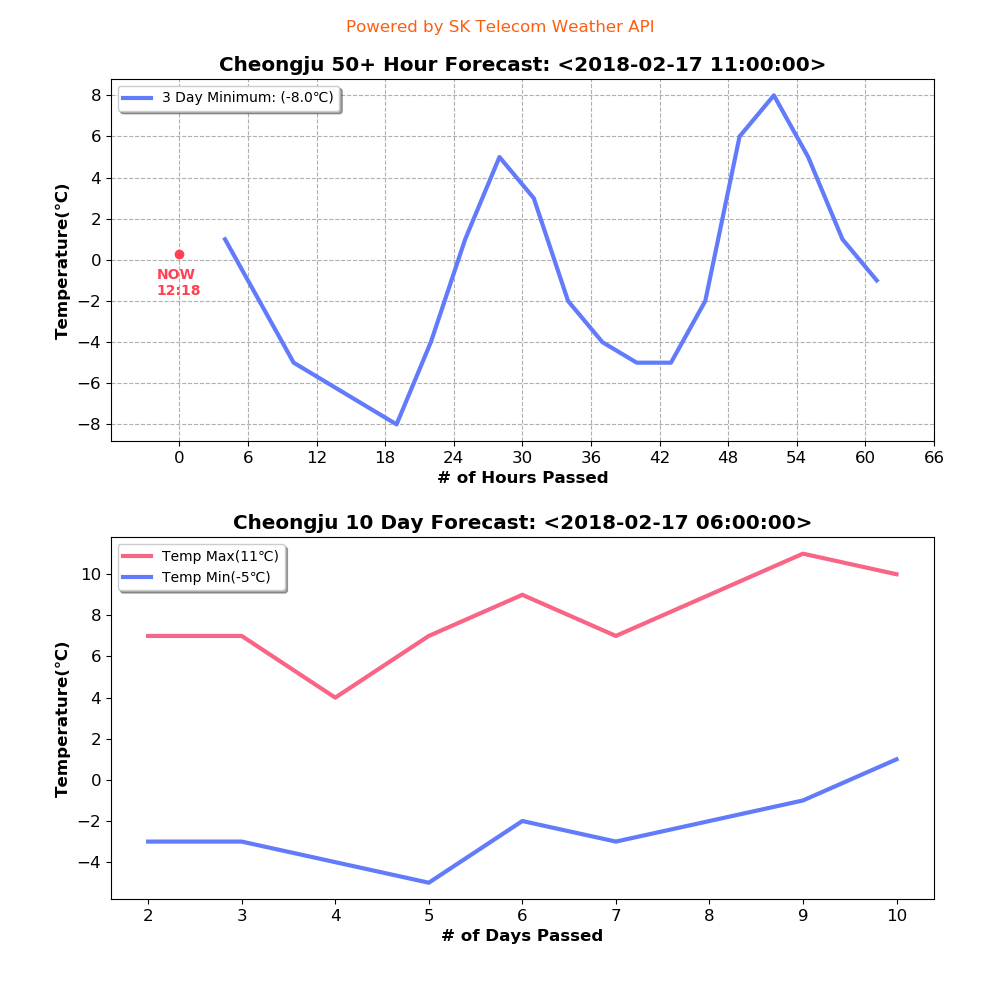 Powered by SK Telecom Weather API
Cheongju 50+ Hour Forecast: <2018-02-17 11:00:00>
3 Day Minimum: (-8.0℃)
8
6
4
2
0
−2
−4
−6
−8
Temperature(℃)
NOW
12:18
0 6 12 18 24 30 36 42 48 54 60 66
# of Hours Passed
Cheongju 10 Day Forecast: <2018-02-17 06:00:00>
Temp Max(11℃)
Temp Min(-5℃)
10
8
6
4
2
0
−2
−4
Temperature(℃)
2 3 4 5 6 7 8 9 10
# of Days Passed